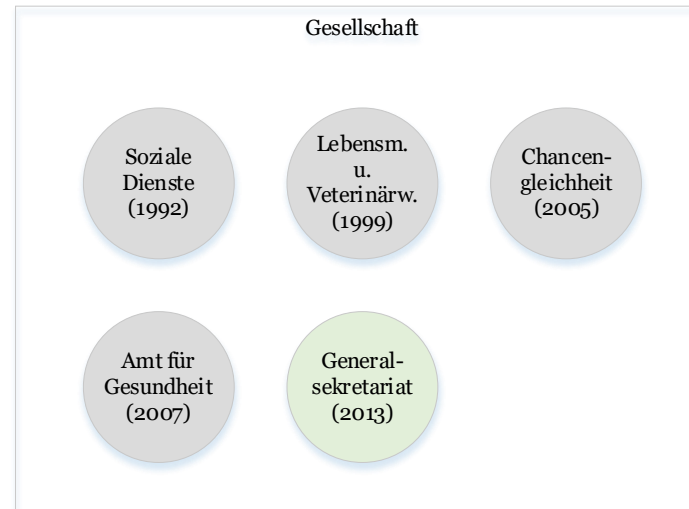 Gesellschaft
Soziale
Dienste
(1992)
Lebensm.
u.
Veterinärw.
(1999)
Chancen-
gleichheit
(2005)
Amt für
Gesundheit
(2007)
General-
sekretariat
(2013)